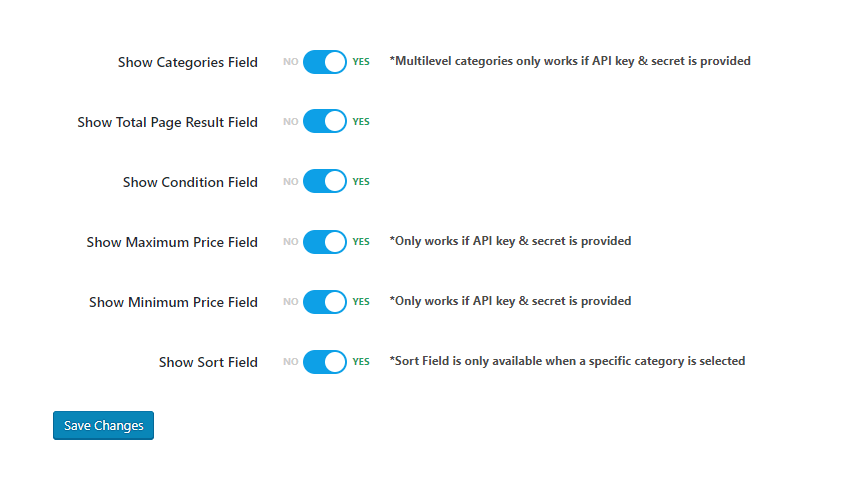 Show Categories Field NO YES *Multilevel categories only works if API key & secret is provided
Show Total Page Result Field NO YES
Show Condition Field NO YES
Show Maximum Price Field NO YES *Only works if API key & secret is provided
Show Minimum Price Field NO YES *Only works if API key & secret is provided
Show Sort Field NO YES *Sort Field is only available when a specific category is selected
Save Changes